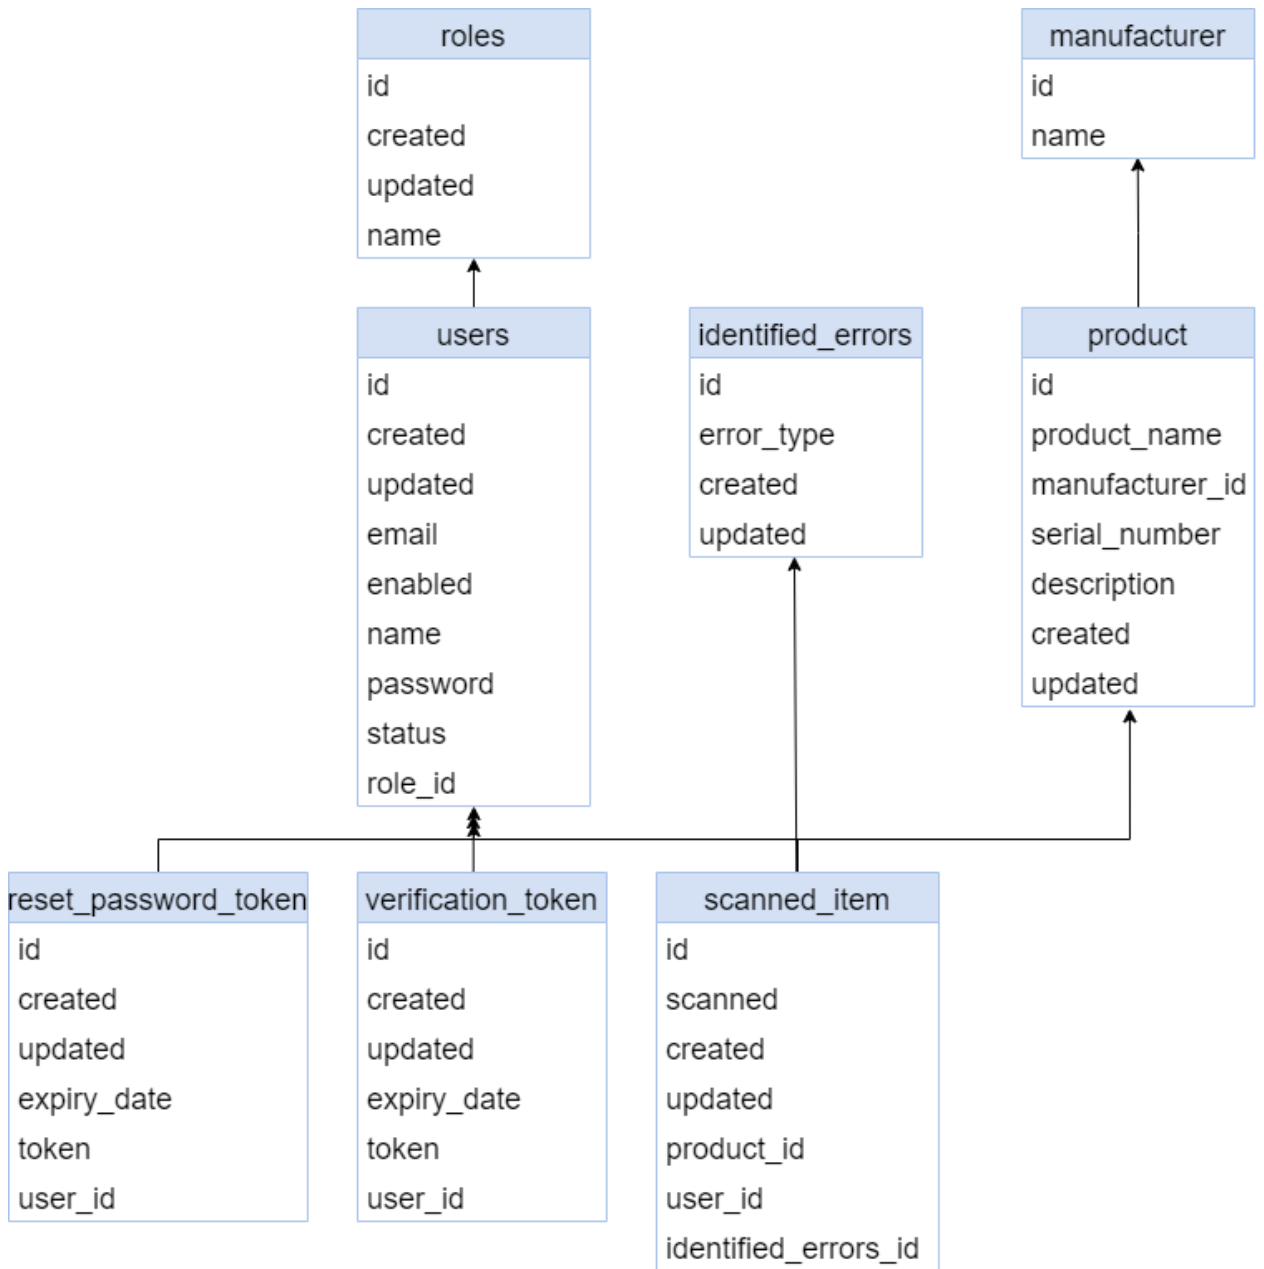 roles
id
created
updated
name
manufacturer
id
name
users
id
created
updated
email
enabled
name
password
status
role_id
identified_errors
id
error_type
created
updated
product
id
product_name
manufacturer_id
serial_number
description
created
updated
reset_password_token
id
created
updated
expiry_date
token
user_id
verification_token
id
created
updated
expiry_date
token
user_id
scanned_item
id
scanned
created
updated
product_id
user_id
identified_errors_id